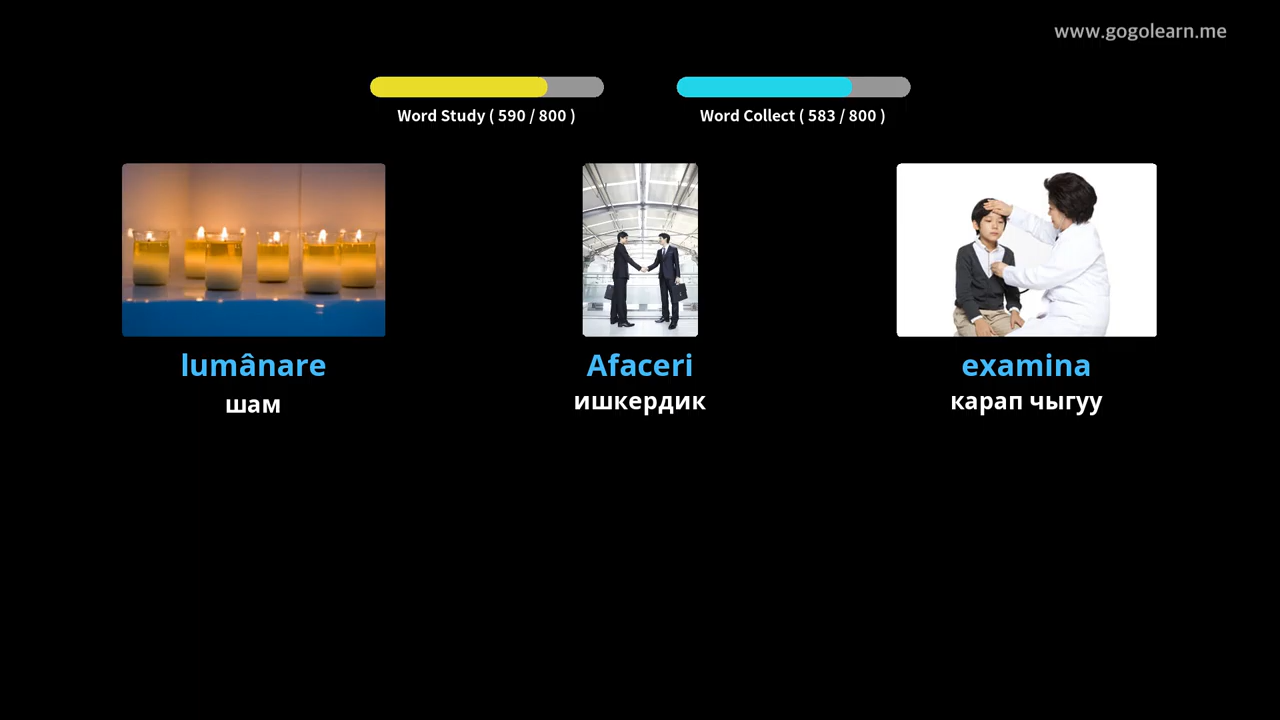 www.gogolearn.me
Word Study ( 590 / 800 )
Word Collect ( 583 / 800 )
lumânare
Afaceri
examina
шам
ишкердик
карап чыгуу